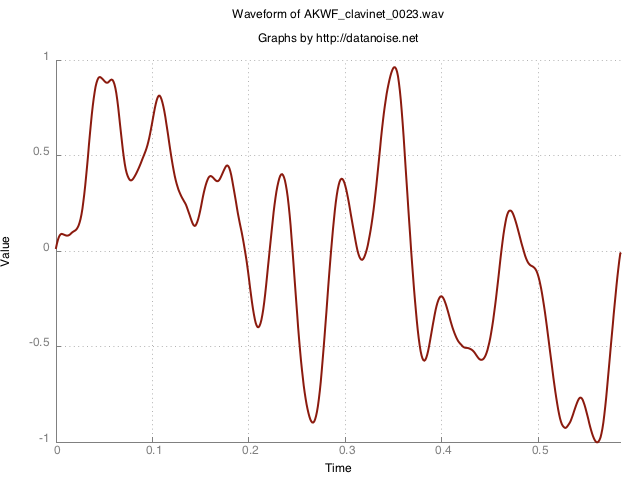 Waveform of AKWF_clavinet_0023.wav
Graphs by http://datanoise.net
1
0.5
0
-0.5
-1
Value
0 0.1 0.2 0.3 0.4 0.5
Time